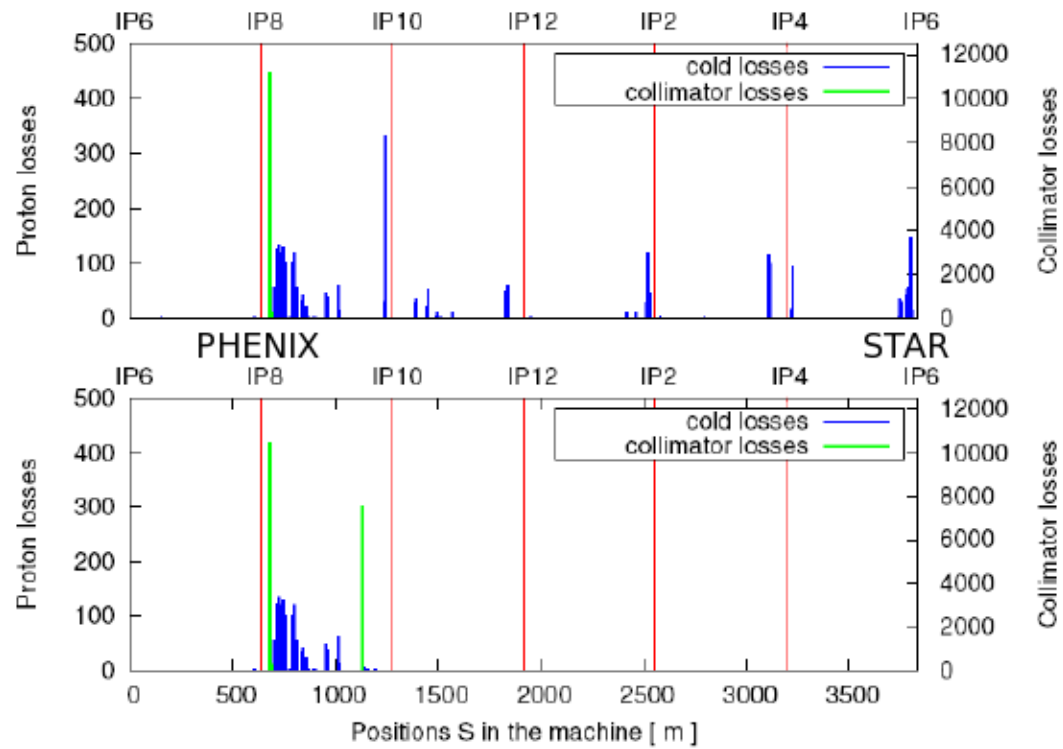 IP6 IP8 IP10 IP12 IP2 IP4 IP6
500 12000
cold losses
collimator losses
400 10000
300 8000
6000
200
4000
100 2000
0 0
Proton losses
Collimator losses
PHENIX STAR
IP6 IP8 IP10 IP12 IP2 IP4 IP6
500 12000
cold losses
collimator losses
400 10000
300 8000
6000
200
4000
100 2000
0 0
Proton losses
Collimator losses
0 500 1000 1500 2000 2500 3000 3500
Positions S in the machine [ m ]